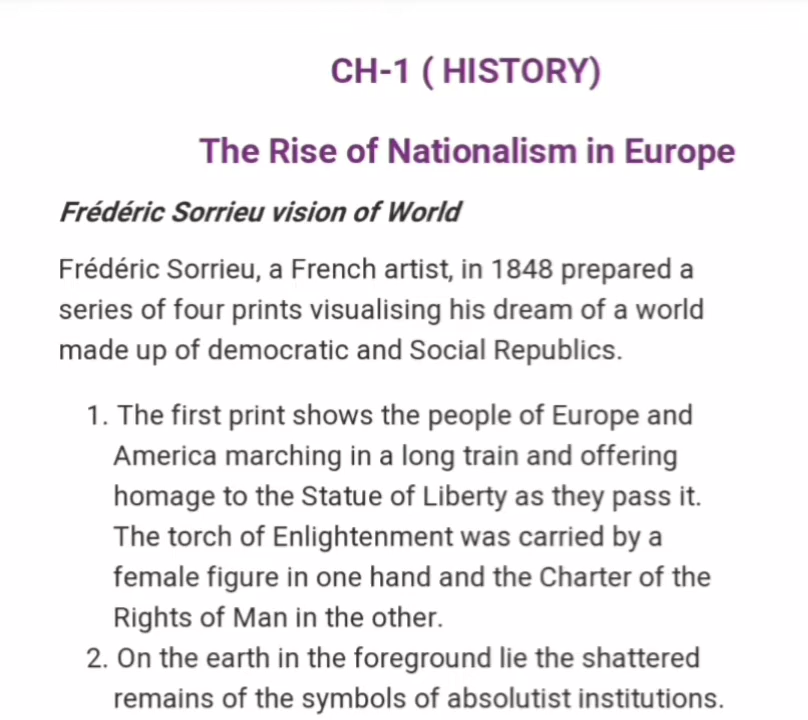 CH-1 ( HISTORY)
The Rise of Nationalism in Europe
Frédéric Sorrieu vision of World
Frédéric Sorrieu, a French artist, in 1848 prepared a
series of four prints visualising his dream of a world
made up of democratic and Social Republics.
1. The first print shows the people of Europe and
America marching in a long train and offering
homage to the Statue of Liberty as they pass it.
The torch of Enlightenment was carried by a
female figure in one hand and the Charter of the
Rights of Man in the other.
2. On the earth in the foreground lie the shattered
remains of the symbols of absolutist institutions.